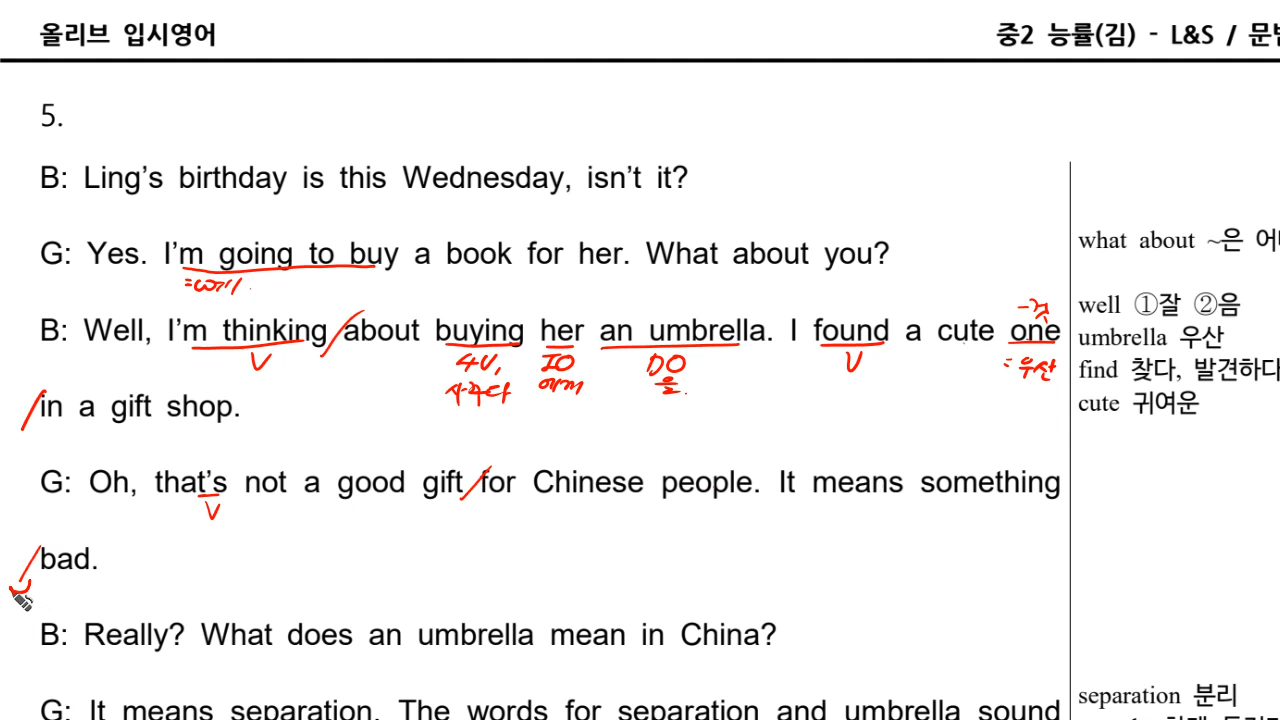 올리브 입시영어
중2 능률(김) - L&S / 문법
5.
B: Ling's birthday is this Wednesday, isn't it?
G: Yes. I'm going to buy a book for her. What about you?
what about ~은 어
=will
~것
B: Well, I'm thinking about buying her an umbrella. I found a cute one
well ①잘 ②음
umbrella 우산
V
4V, IO DO
V
=우산
사주다 에게 을
find 찾다, 발견하다
in a gift shop.
cute 귀여운
G: Oh, that's not a good gift for Chinese people. It means something
V
bad.
B: Really? What does an umbrella mean in China?
G: It means separation. The words for separation and umbrella sound
separation 분리